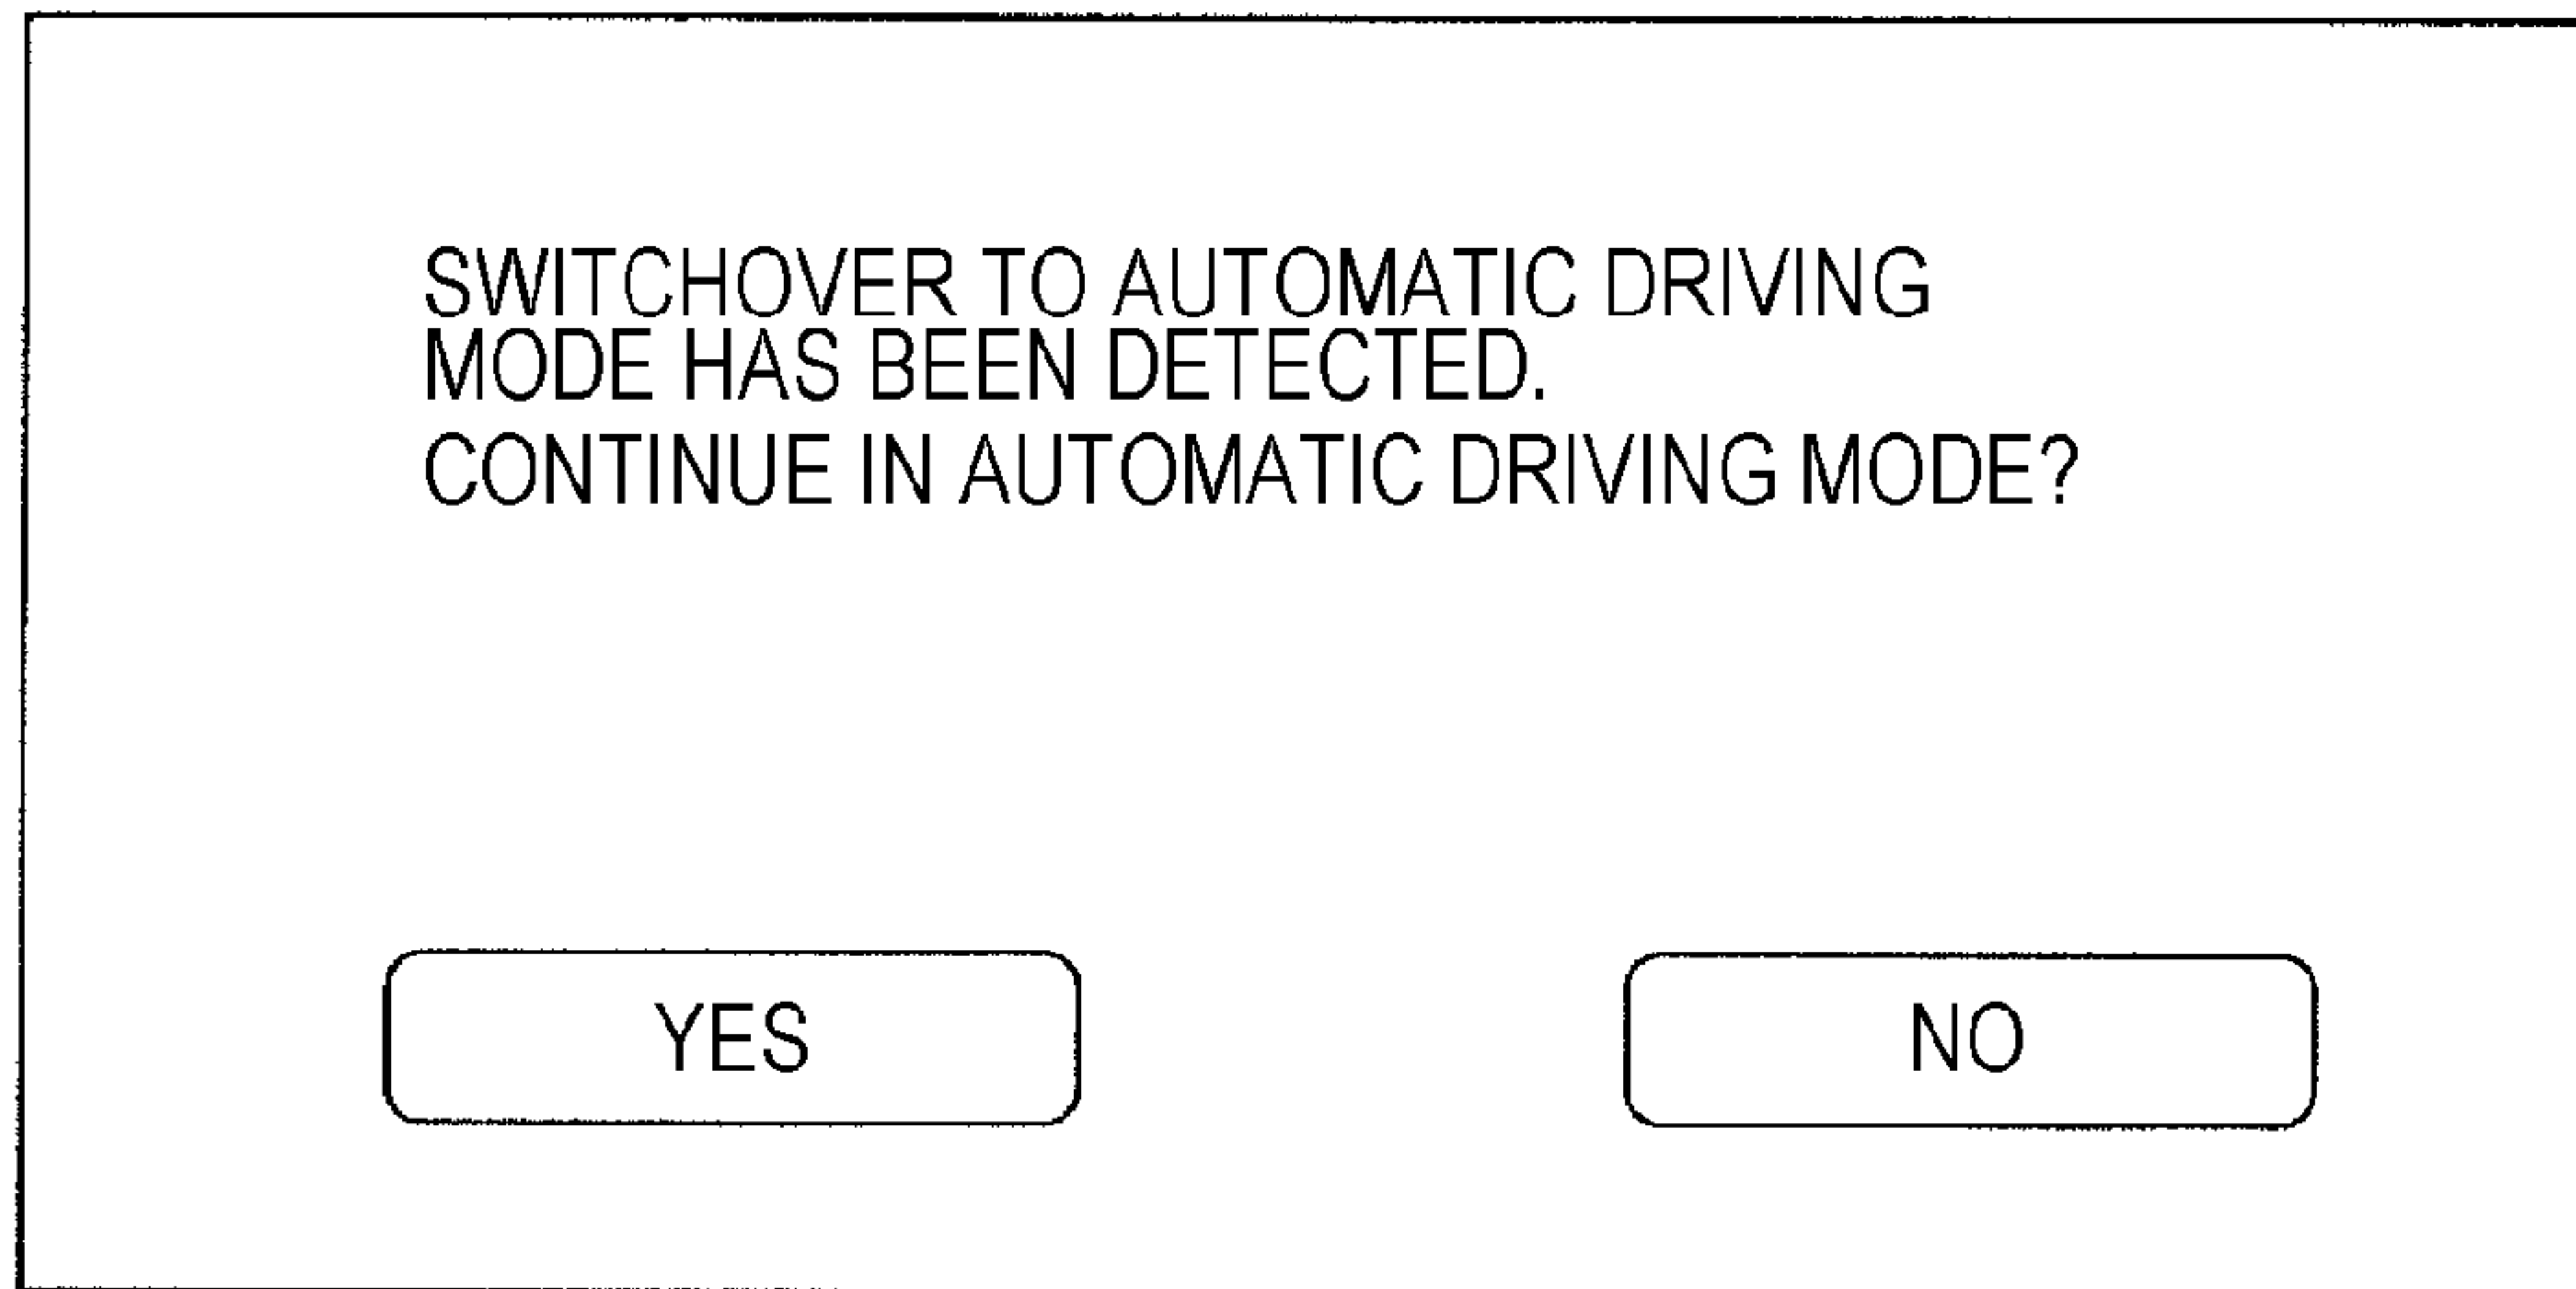 SWITCHOVER TO AUTOMATIC DRIVING
MODE HAS BEEN DETECTED.
CONTINUE IN AUTOMATIC DRIVING MODE?
YES
NO